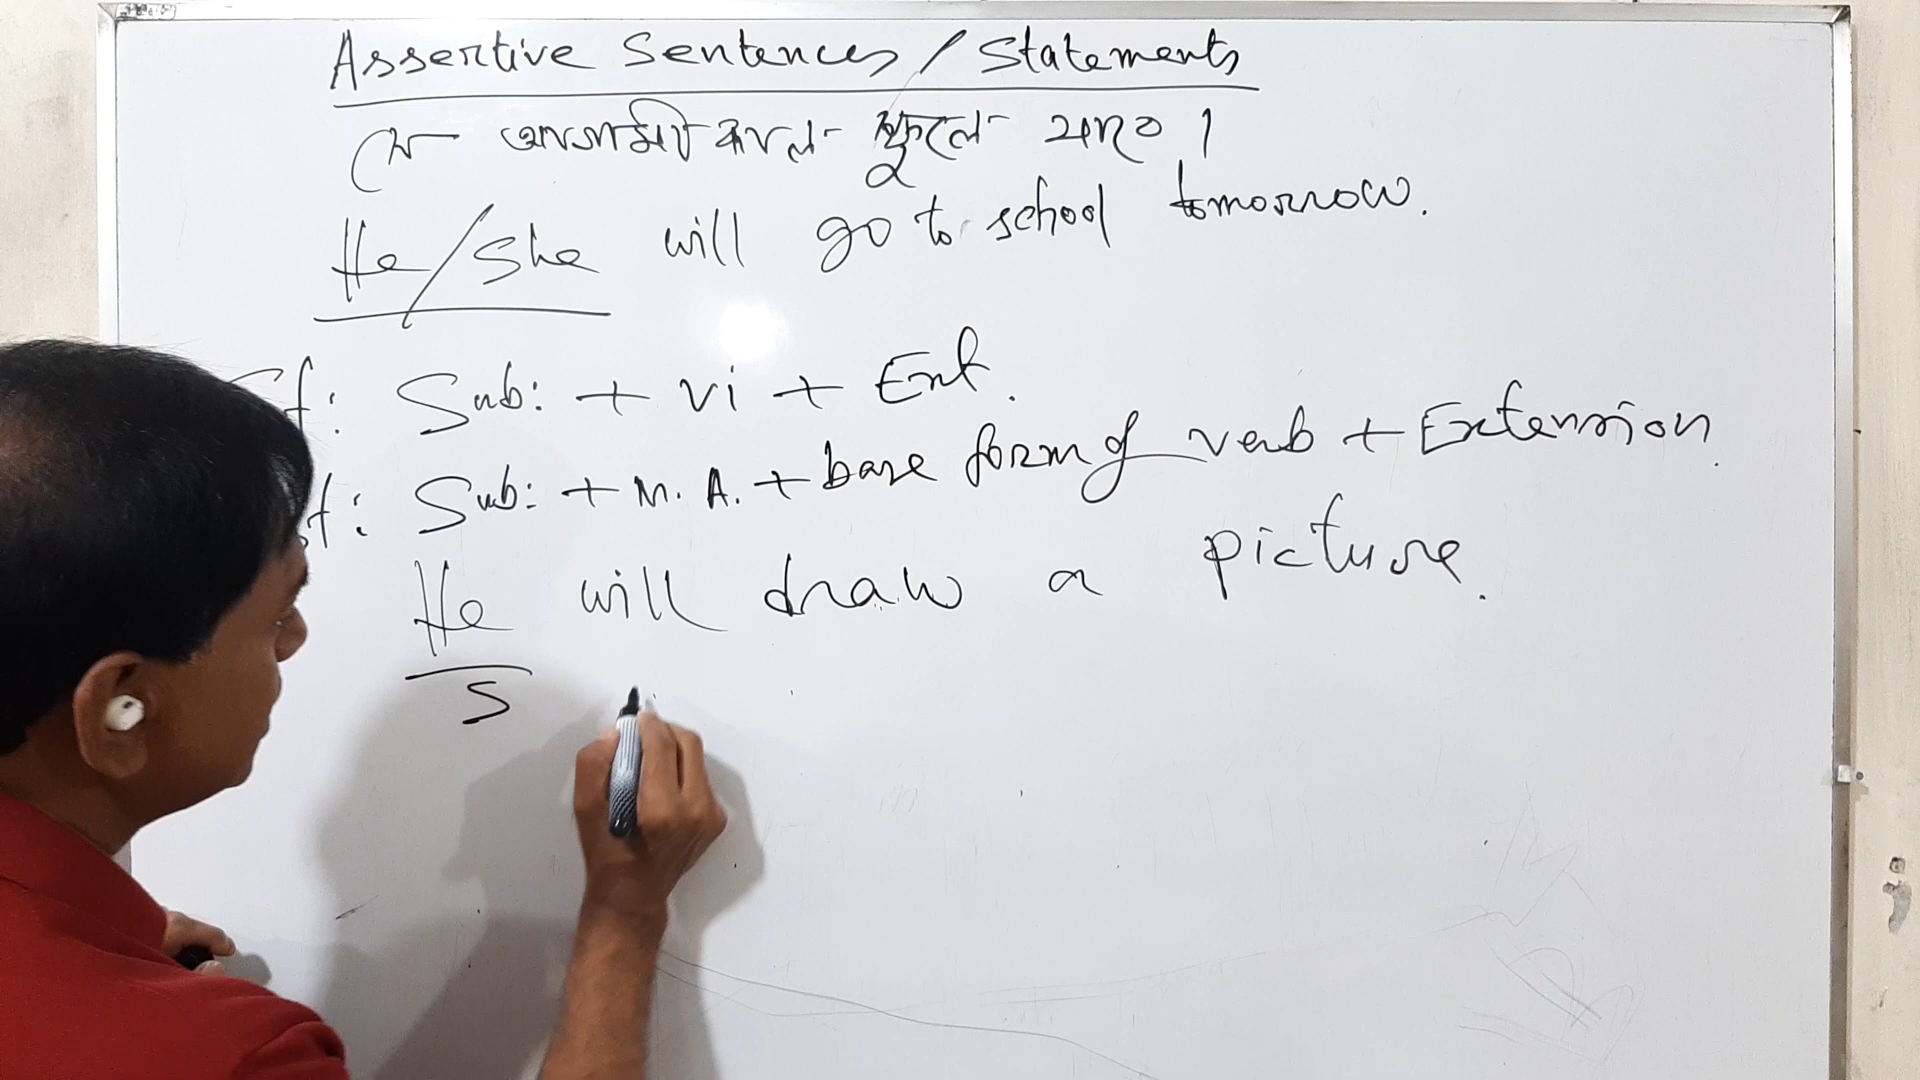 Assertive Sentences / Statements
সে আগামী কাল স্কুলে যাবে ।
He/She will go to school tomorrow.
Sub: + vi + Ext.
Sub: + M. A. + base form of verb + Extension.
He will draw a picture.
S